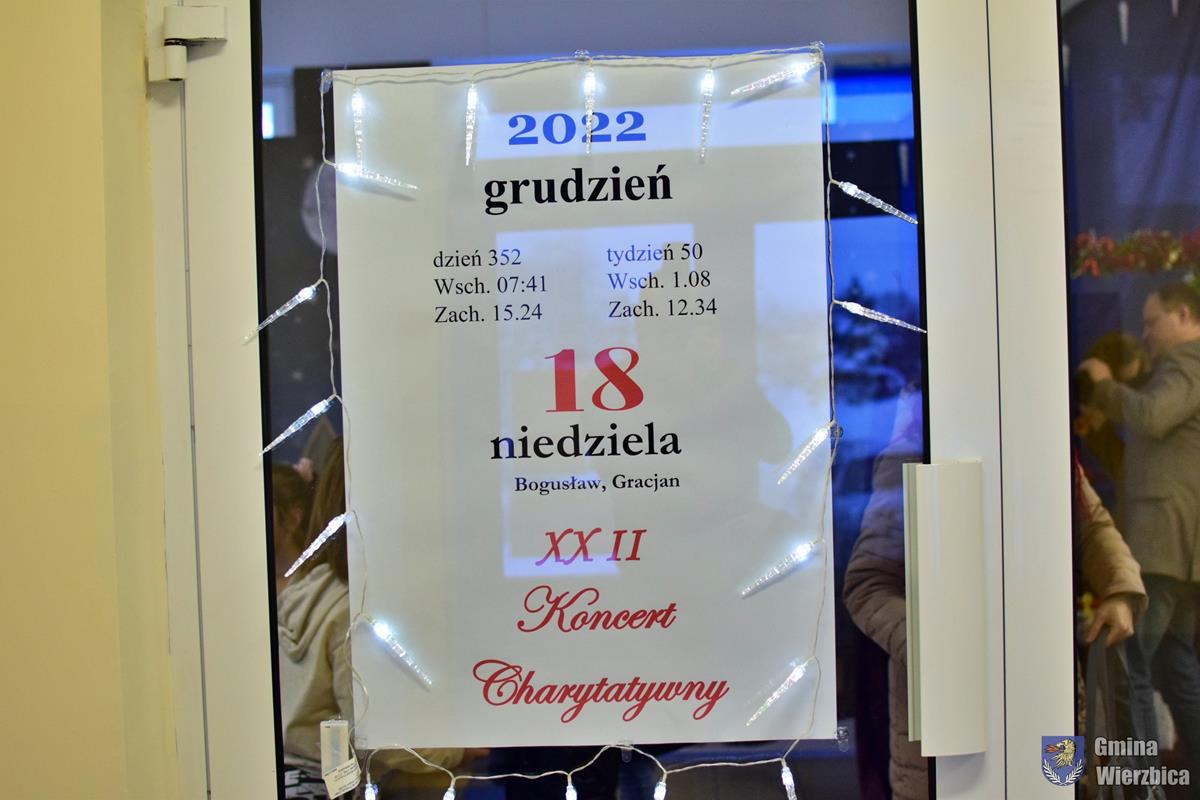 2022
grudzień
dzień 352 tydzień 50
Wsch. 07:41 Wsch. 1.08
Zach. 15.24 Zach. 12.34
18
niedziela
Bogusław, Gracjan
XX II
Koncert
Charytatywny
Gmina
Wierzbica